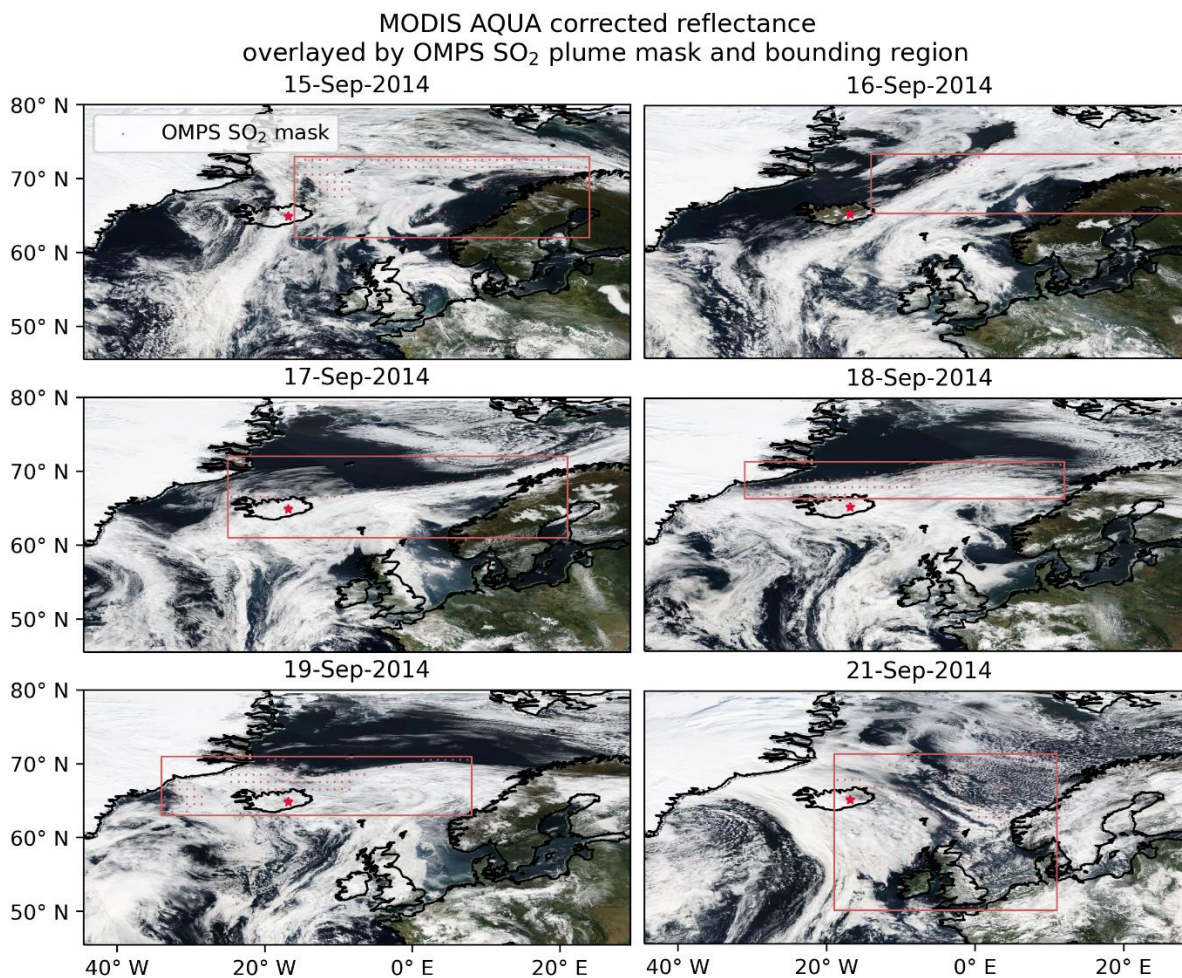 MODIS AQUA corrected reflectance
overlayed by OMPS SO₂ plume mask and bounding region
15-Sep-2014
16-Sep-2014
80° N
OMPS SO₂ mask
70° N
60° N
50° N
17-Sep-2014
18-Sep-2014
80° N
70° N
60° N
50° N
19-Sep-2014
21-Sep-2014
80° N
70° N
60° N
50° N
40° W
20° W
0° E
20° E
40° W
20° W
0° E
20° E